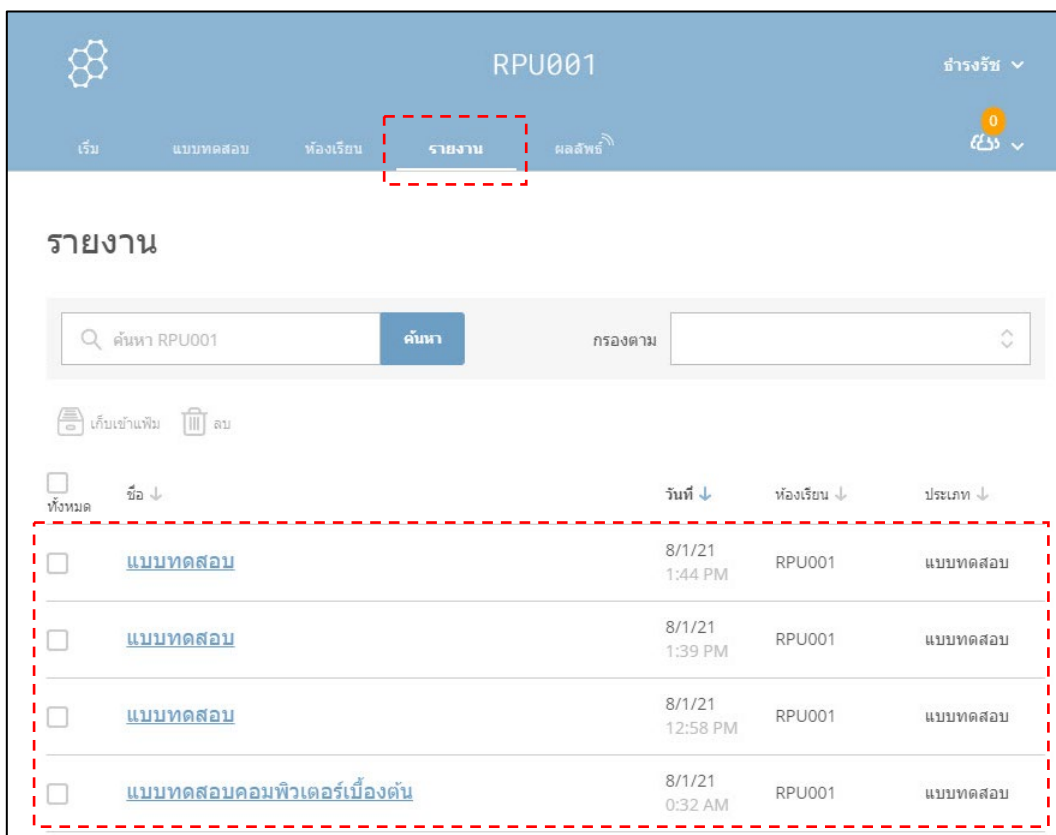 RPU001
ธำรงรัช
0
เริ่ม แบบทดสอบ ห้องเรียน รายงาน ผลลัพธ์
รายงาน
ค้นหา RPU001 ค้นหา กรองตาม
เก็บเข้าแฟ้ม ลบ
ทั้งหมด ชื่อ วันที่ ห้องเรียน ประเภท
แบบทดสอบ 8/1/21 1:44 PM RPU001 แบบทดสอบ
แบบทดสอบ 8/1/21 1:39 PM RPU001 แบบทดสอบ
แบบทดสอบ 8/1/21 12:58 PM RPU001 แบบทดสอบ
แบบทดสอบคอมพิวเตอร์เบื้องต้น 8/1/21 0:32 AM RPU001 แบบทดสอบ